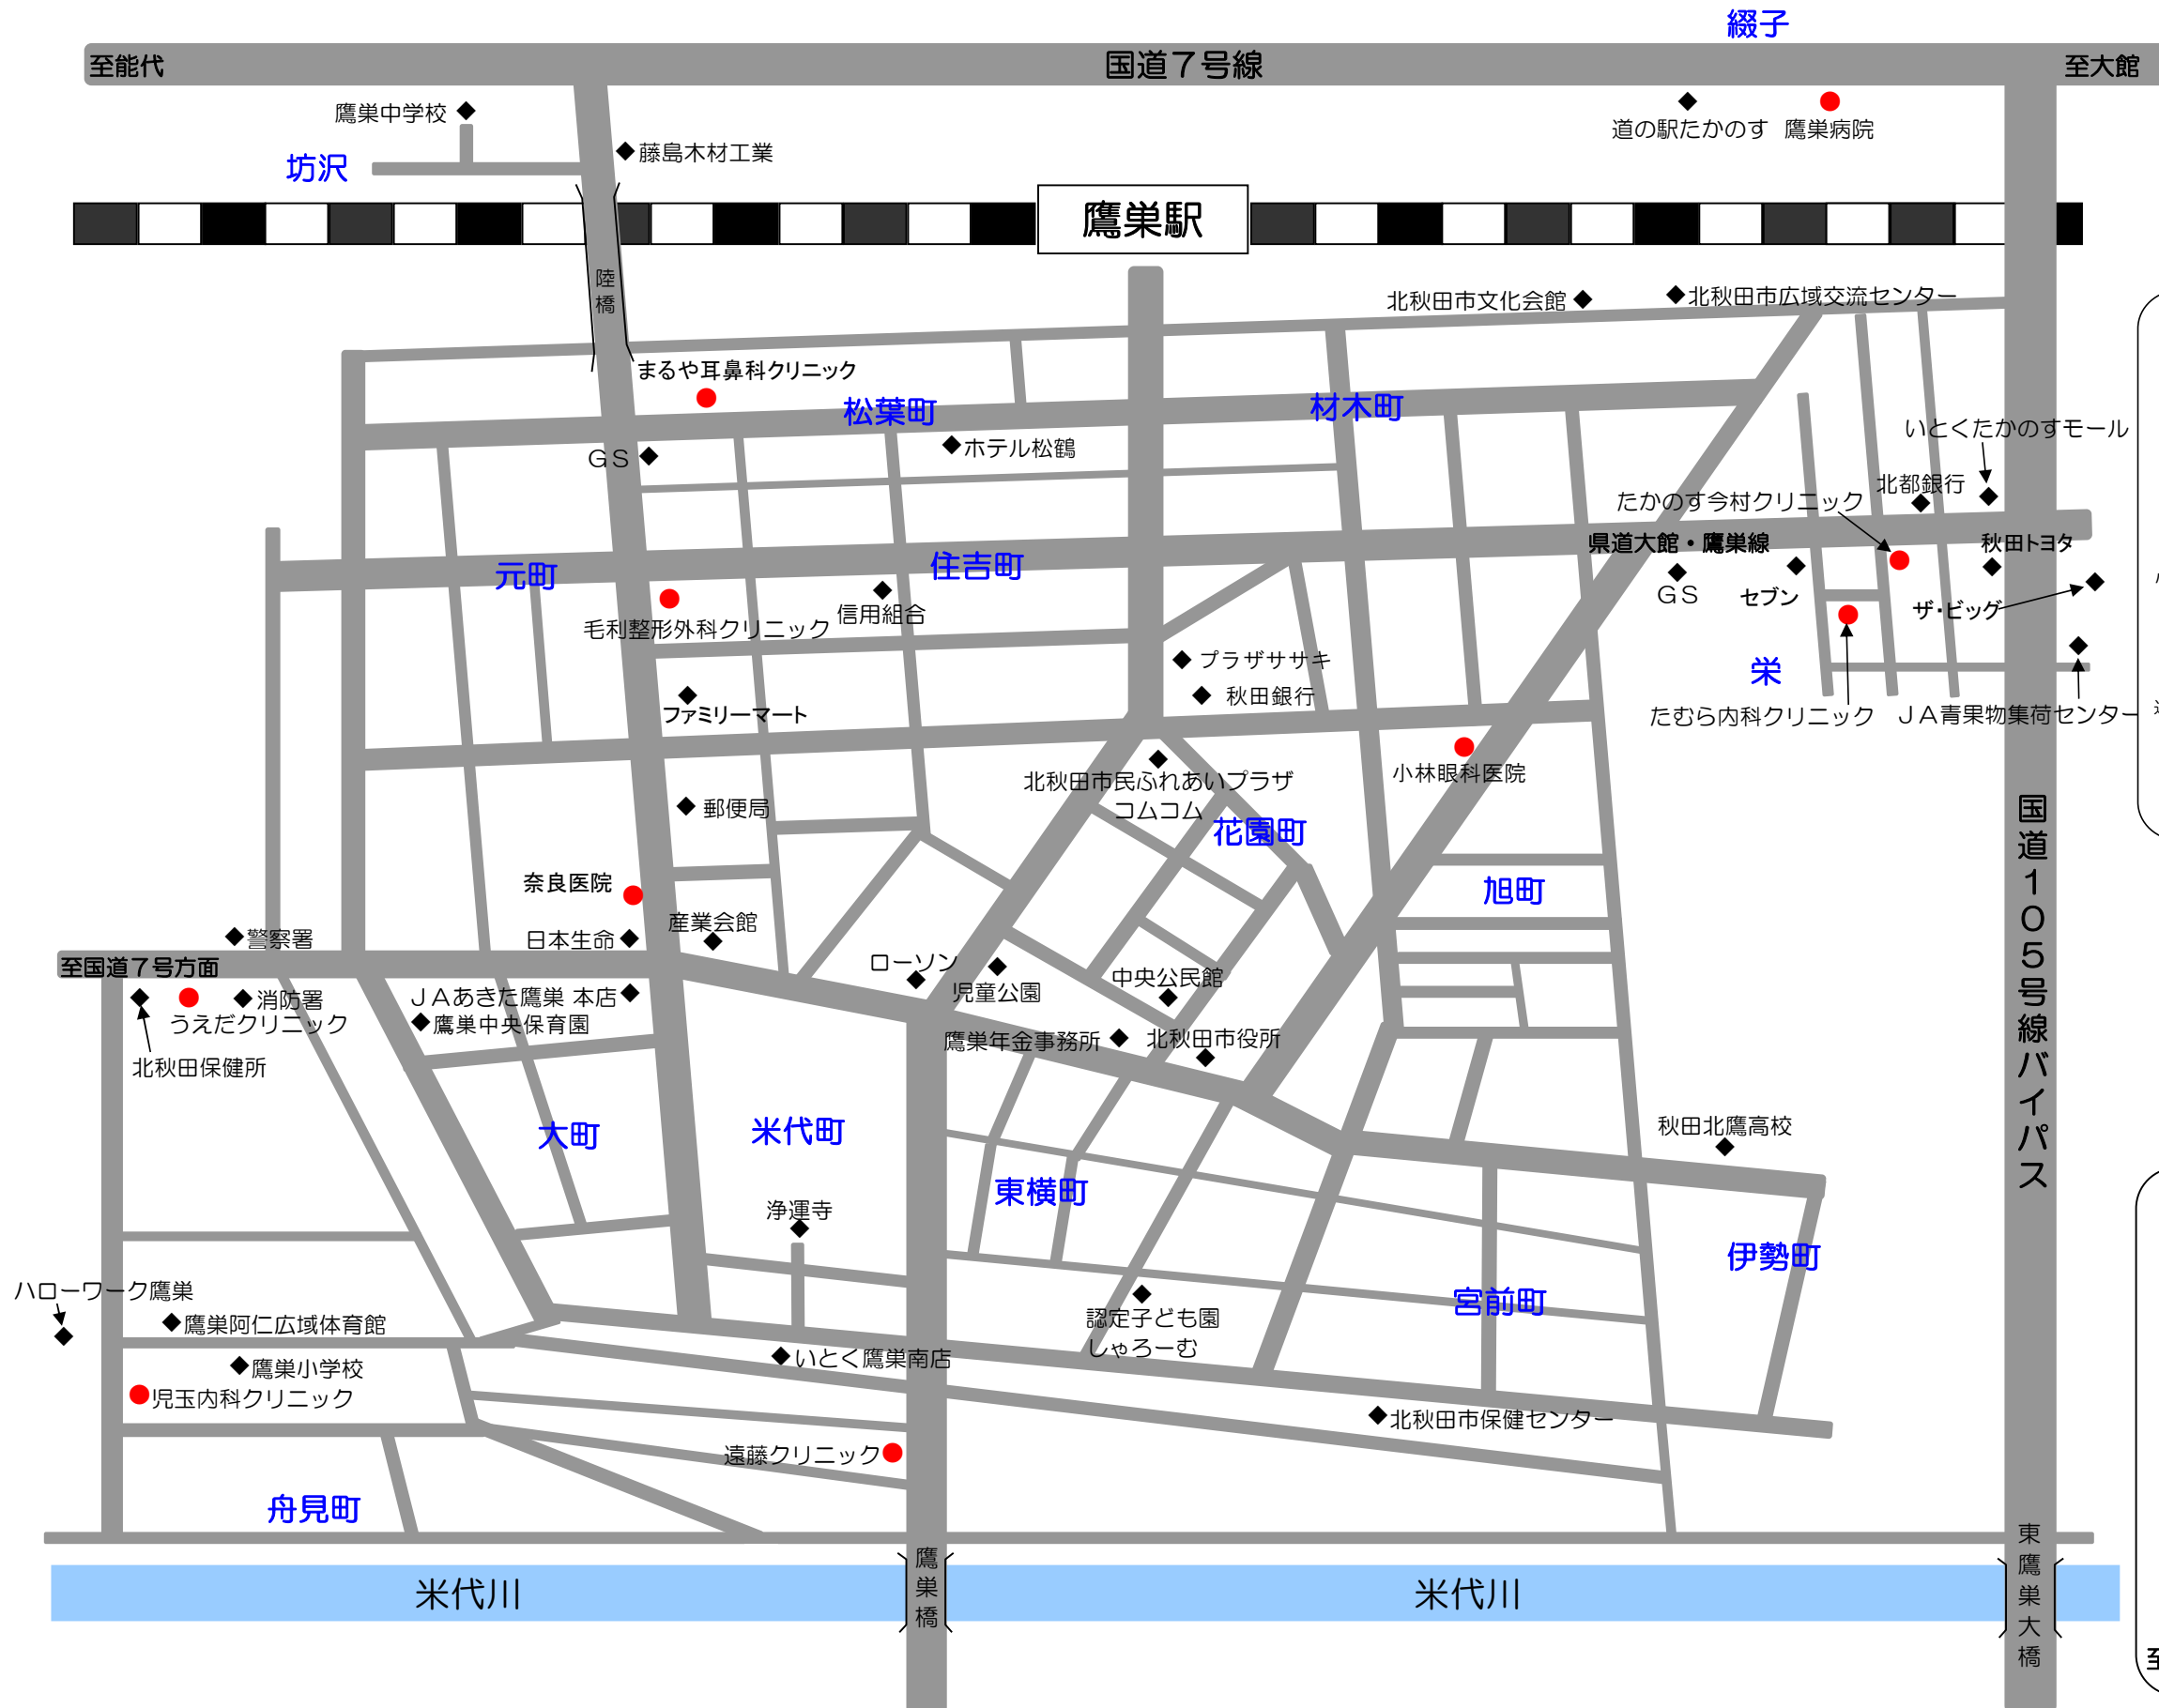 綴子
至能代
国道７号線
至大館
鷹巣中学校
道の駅たかのす
鷹巣病院
藤島木材工業
坊沢
鷹巣駅
陸橋
北秋田市文化会館
北秋田市広域交流センター
まるや耳鼻科クリニック
松葉町
材木町
いとくたかのすモール
ホテル松鶴
ＧＳ
北都銀行
たかのす今村クリニック
県道大館・鷹巣線
秋田トヨタ
住吉町
元町
ＧＳ
セブン
ザ・ビッグ
信用組合
毛利整形外科クリニック
プラザササキ
栄
秋田銀行
ファミリーマート
たむら内科クリニック
ＪＡ青果物集荷センター
小林眼科医院
北秋田市民ふれあいプラザ
コムコム
郵便局
花園町
国道１０５号線バイパス
奈良医院
旭町
産業会館
警察署
日本生命
ローソン
至国道７号方面
中央公民館
児童公園
ＪＡあきた鷹巣 本店
消防署
うえだクリニック
鷹巣中央保育園
鷹巣年金事務所
北秋田市役所
北秋田保健所
秋田北鷹高校
大町
米代町
東横町
浄運寺
伊勢町
ハローワーク鷹巣
宮前町
鷹巣阿仁広域体育館
認定子ども園
しゃろーむ
いとく鷹巣南店
鷹巣小学校
児玉内科クリニック
北秋田市保健センター
遠藤クリニック
舟見町
鷹巣橋
東鷹巣大橋
米代川
米代川